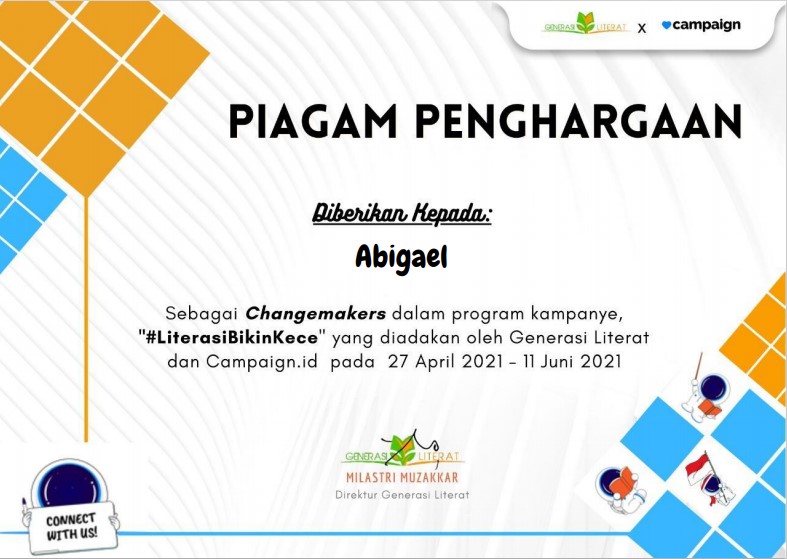 GENERASI LITERAT X campaign
PIAGAM PENGHARGAAN
Diberikan Kepada:
Abigael
Sebagai Changemakers dalam program kampanye,
"#LiterasiBikinKece" yang diadakan oleh Generasi Literat
dan Campaign.id pada 27 April 2021 - 11 Juni 2021
GENERASI LITERAT
MILASTRI MUZAKKAR
Direktur Generasi Literat
CONNECT
WITH US!